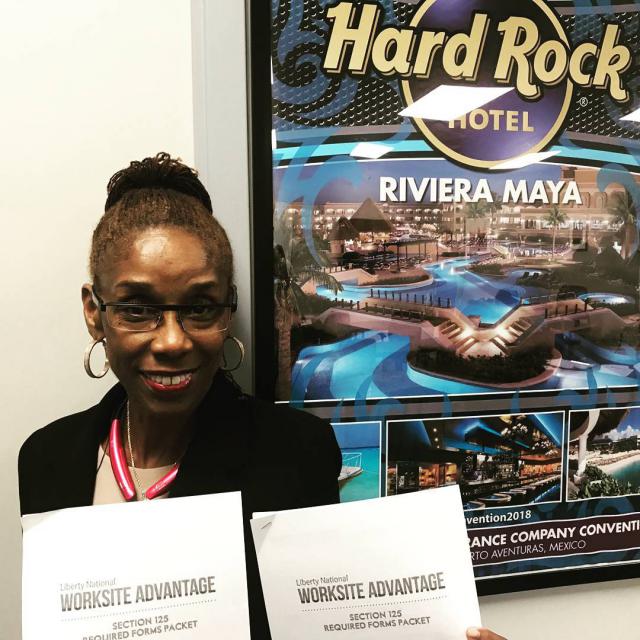 Hard Rock
®
HOTEL
RIVIERA MAYA
vention2018
RANCE COMPANY CONVENTI
RTO AVENTURAS, MEXICO
Liberty National
WORKSITE ADVANTAGE
SECTION 125
REQUIRED FORMS PACKET
Liberty National
WORKSITE ADVANTAGE
SECTION 125
REQUIRED FORMS PACKET